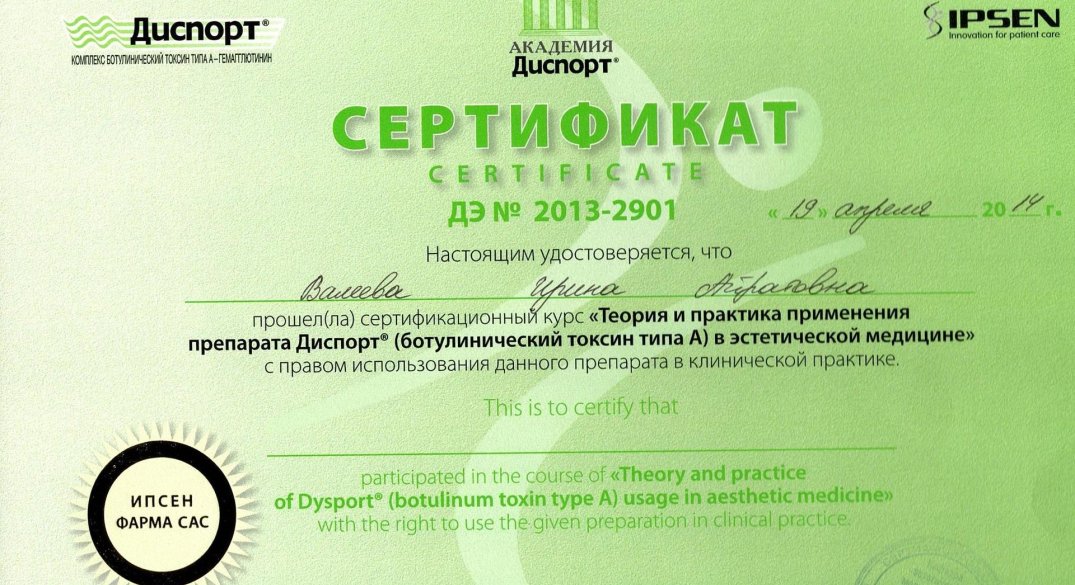 Диспорт®
КОМПЛЕКС БОТУЛИНИЧЕСКИЙ ТОКСИН ТИПА А – ГЕМАГГЛЮТИНИН
АКАДЕМИЯ
Диспорт®
IPSEN
Innovation for patient care
СЕРТИФИКАТ
CERTIFICATE
ДЭ № 2013-2901
« 19 » апреля 2014 г.
Настоящим удостоверяется, что
Валеева Ирина Айратовна
прошел(ла) сертификационный курс «Теория и практика применения
препарата Диспорт® (ботулинический токсин типа А) в эстетической медицине»
с правом использования данного препарата в клинической практике.
This is to certify that
participated in the course of «Theory and practice
of Dysport® (botulinum toxin type A) usage in aesthetic medicine»
with the right to use the given preparation in clinical practice.
ИПСЕН
ФАРМА САС